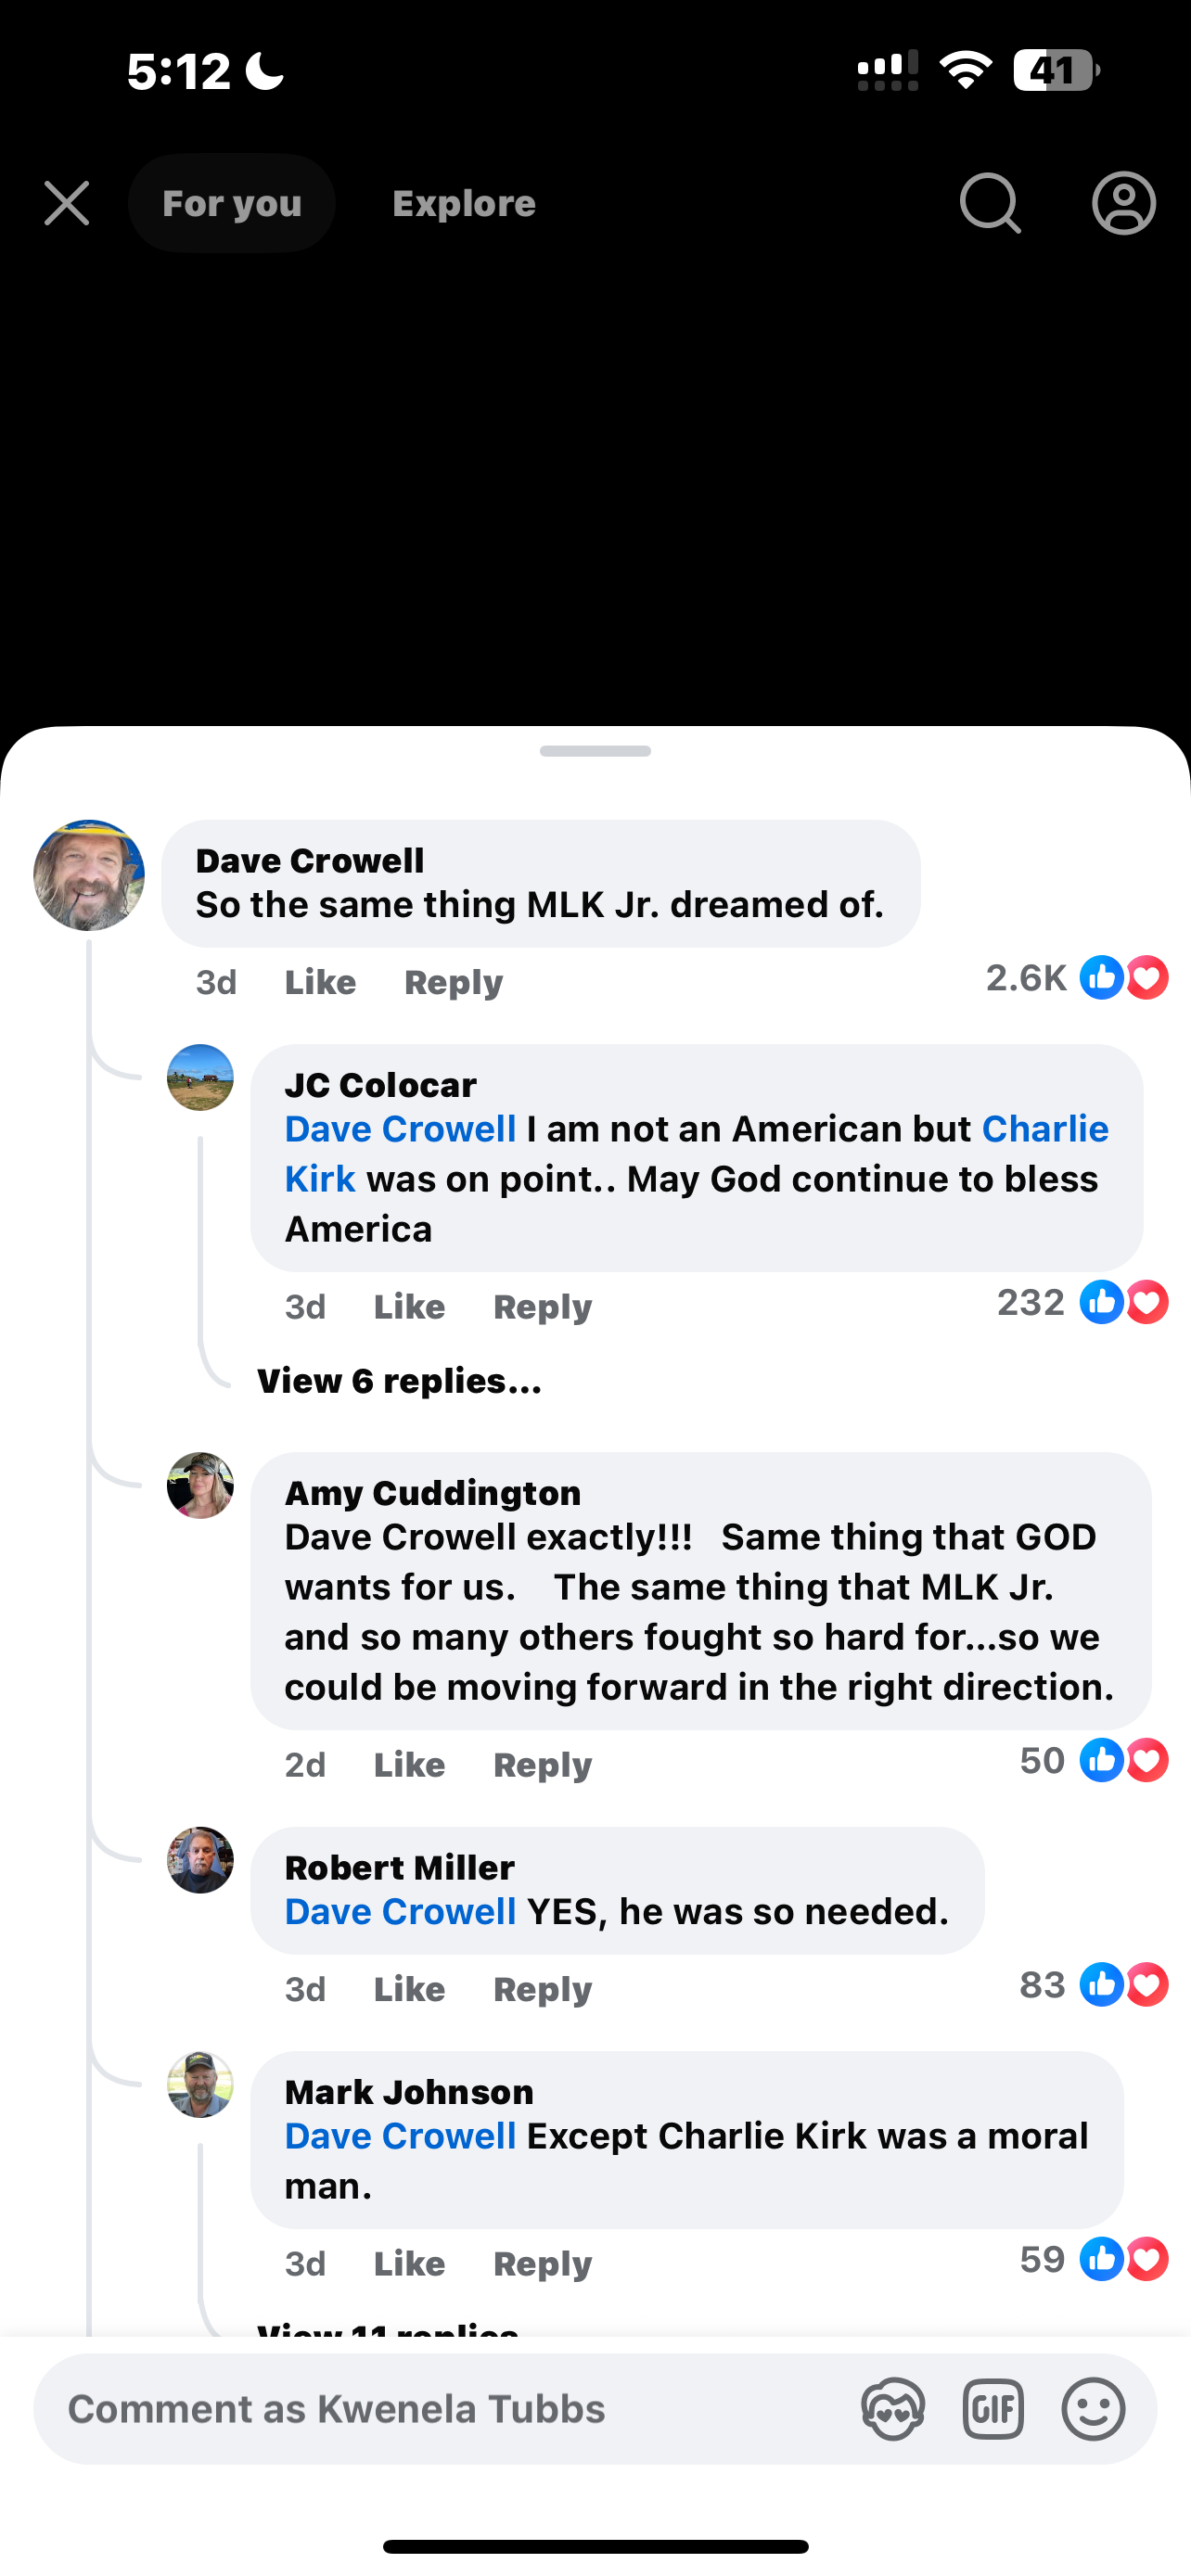 5:12
41
For you Explore
Dave Crowell
So the same thing MLK Jr. dreamed of.
3d Like Reply 2.6K
JC Colocar
Dave Crowell I am not an American but Charlie
Kirk was on point.. May God continue to bless
America
3d Like Reply 232
View 6 replies...
Amy Cuddington
Dave Crowell exactly!!! Same thing that GOD
wants for us. The same thing that MLK Jr.
and so many others fought so hard for...so we
could be moving forward in the right direction.
2d Like Reply 50
Robert Miller
Dave Crowell YES, he was so needed.
3d Like Reply 83
Mark Johnson
Dave Crowell Except Charlie Kirk was a moral
man.
3d Like Reply 59
View 11 replies
Comment as Kwenela Tubbs
GIF